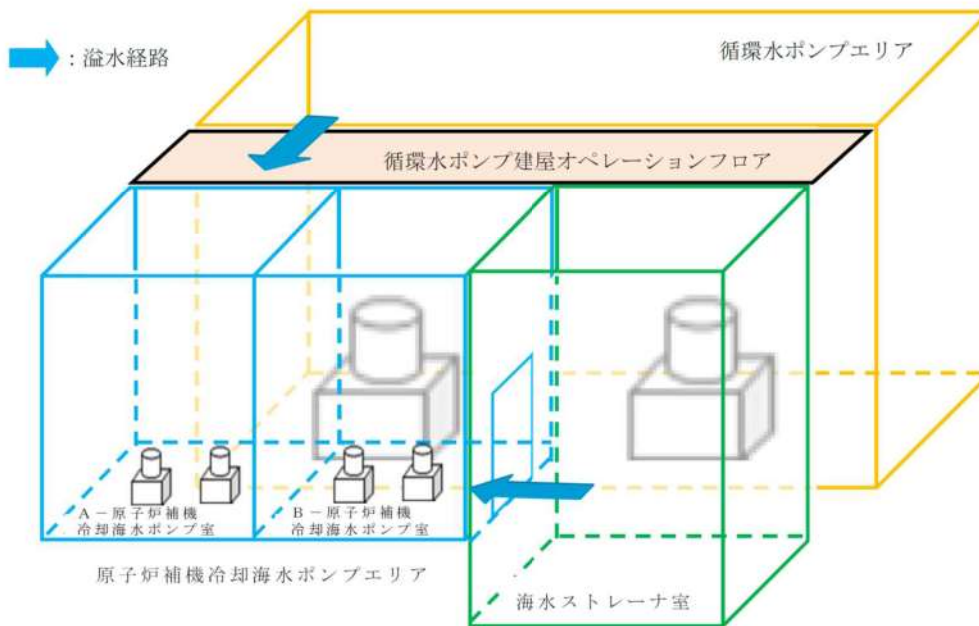 循環水ポンプエリア
：溢水経路
循環水ポンプ建屋オペレーションフロア
A－原子炉補機
冷却海水ポンプ室
B－原子炉補機
冷却海水ポンプ室
原子炉補機冷却海水ポンプエリア
海水ストレーナ室